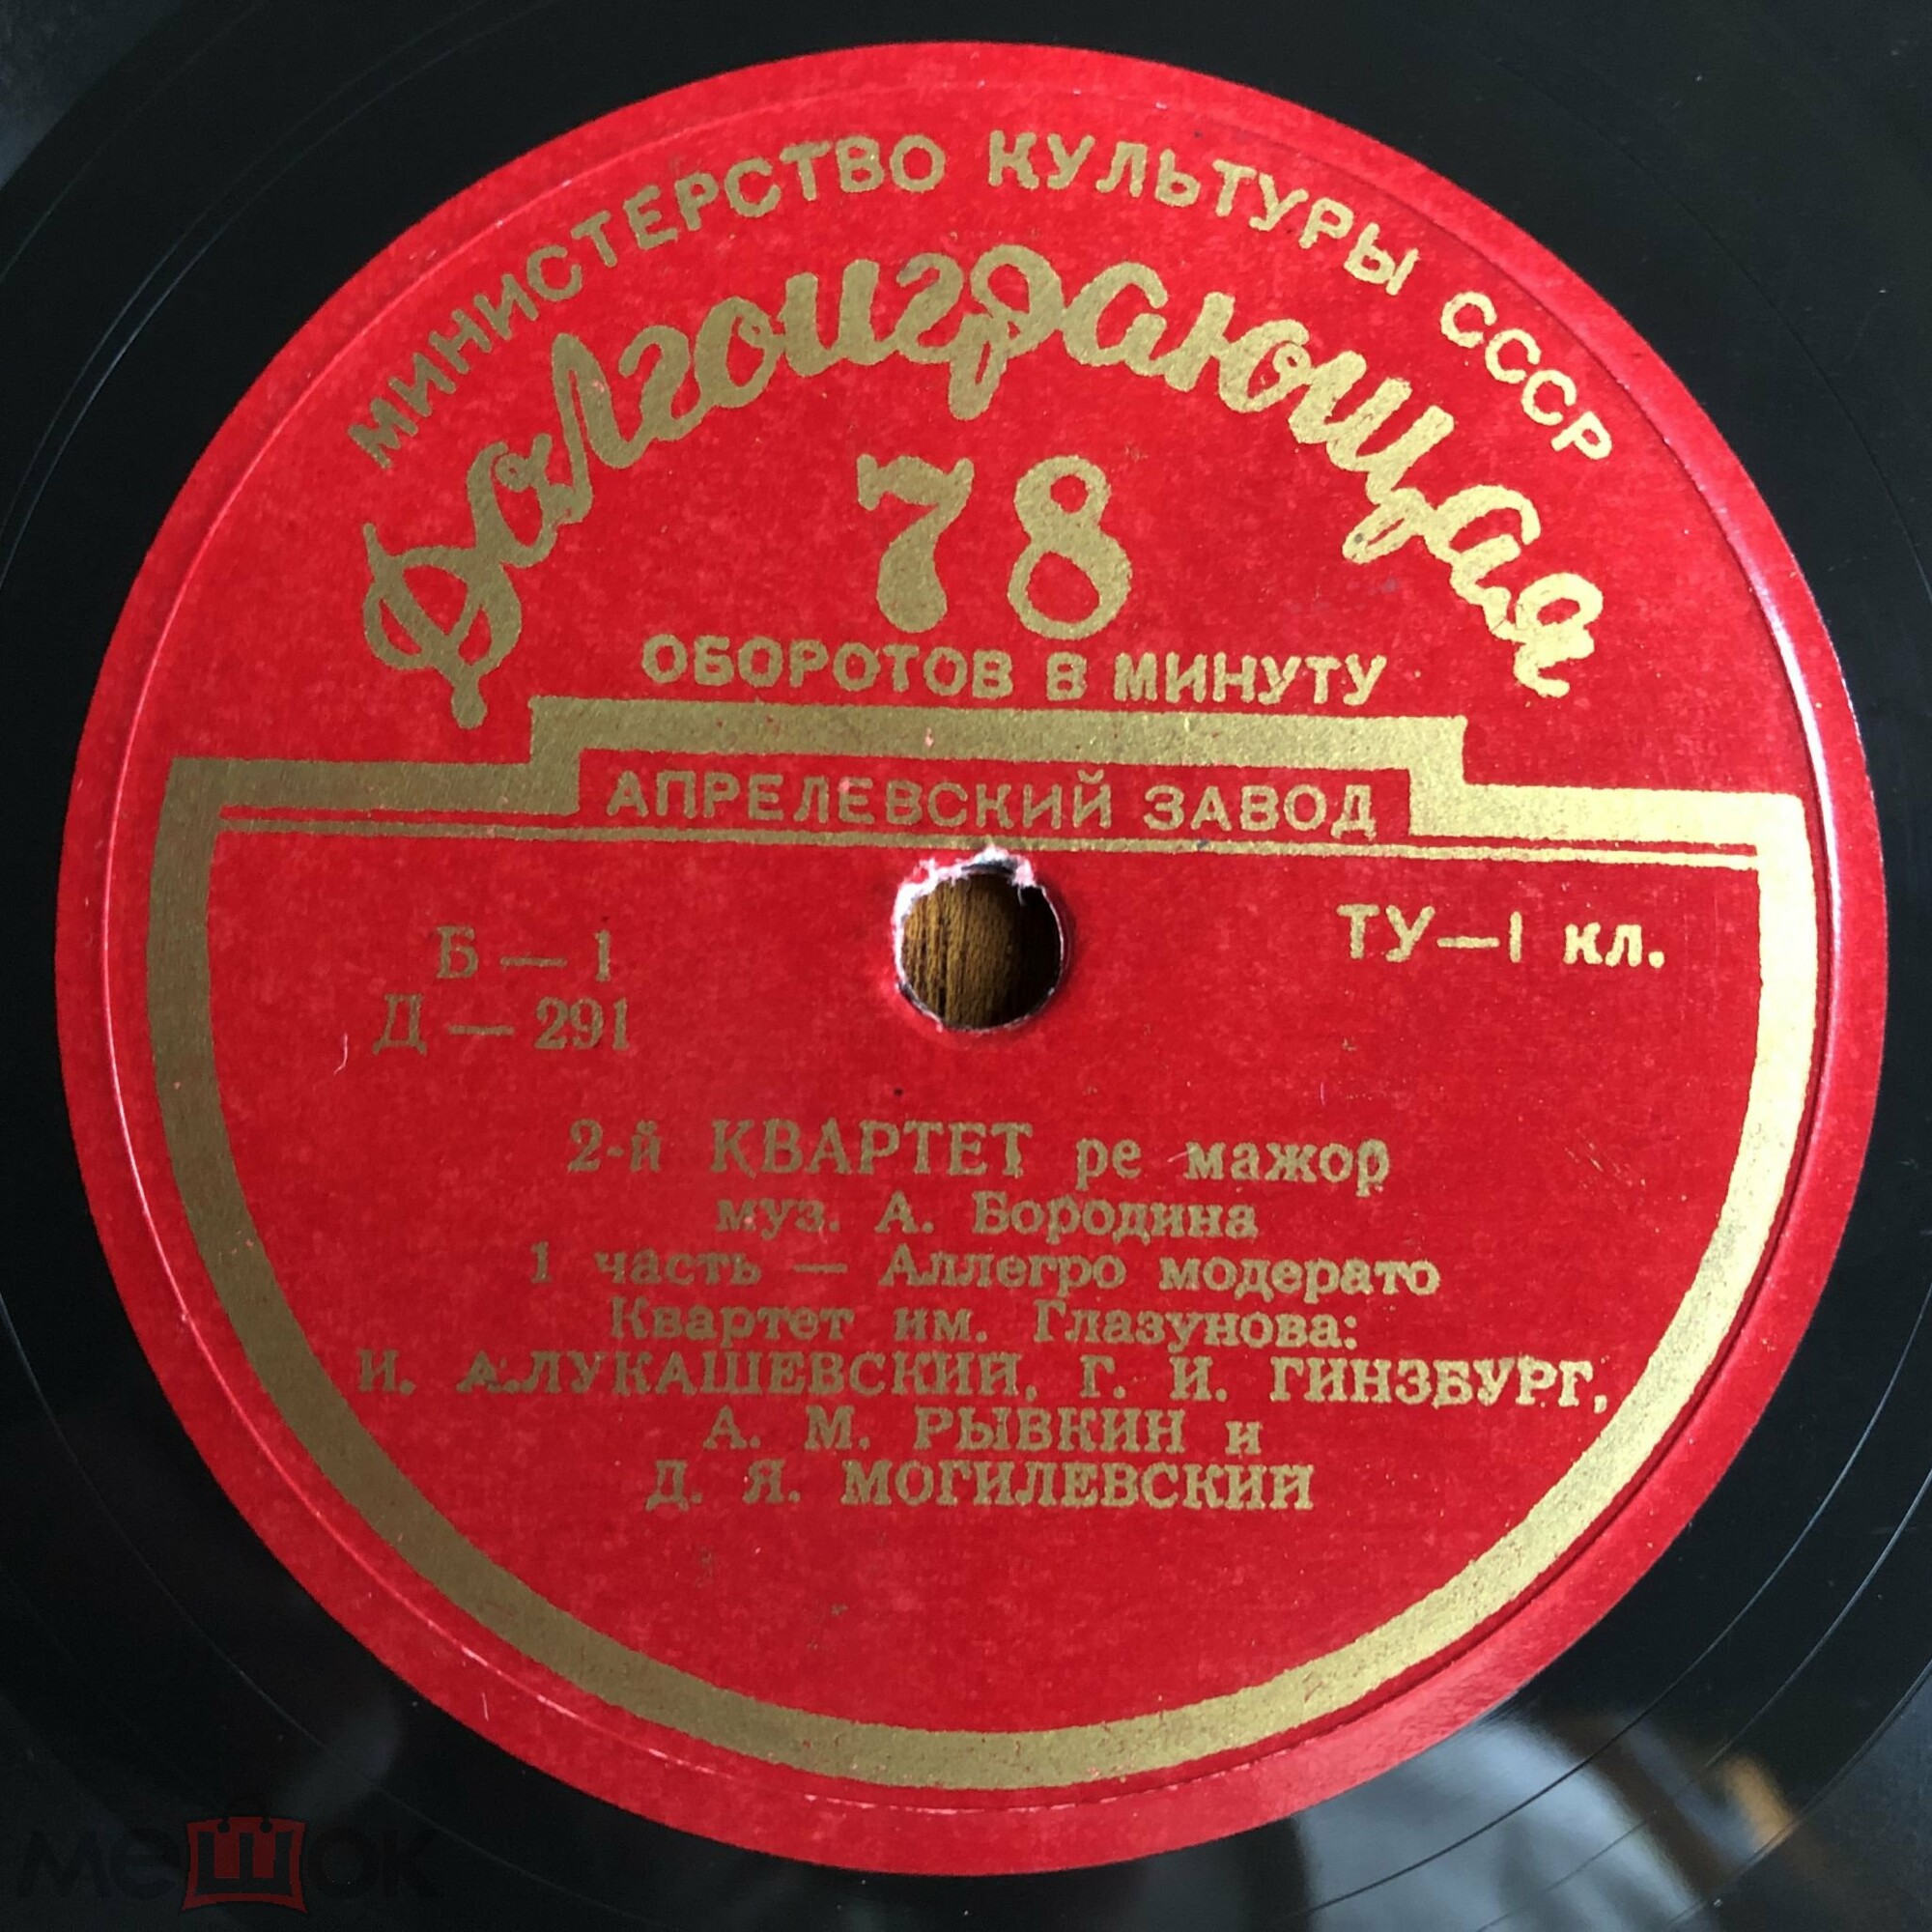 МИНИСТЕРСТВО КУЛЬТУРЫ СССР
Долгоиграющая
78
ОБОРОТОВ В МИНУТУ
АПРЕЛЕВСКИЙ ЗАВОД
Б — 1
Д — 291
ТУ—I кл.
2-й КВАРТЕТ ре мажор
муз. А. Бородина
1 часть — Аллегро модерато
Квартет им. Глазунова:
И. А.ЛУКАШЕВСКИЙ, Г. И. ГИНЗБУРГ,
А. М. РЫВКИН и
Д. Я. МОГИЛЕВСКИЙ
мешок